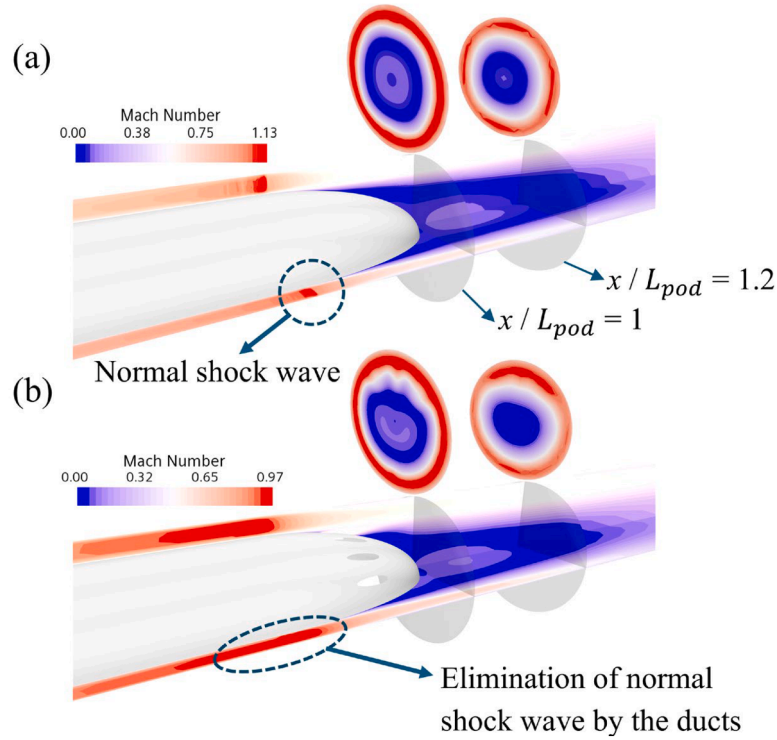 (a)
Mach Number
0.00 0.38 0.75 1.13
x / L_pod = 1.2
x / L_pod = 1
Normal shock wave
(b)
Mach Number
0.00 0.32 0.65 0.97
Elimination of normal
shock wave by the ducts